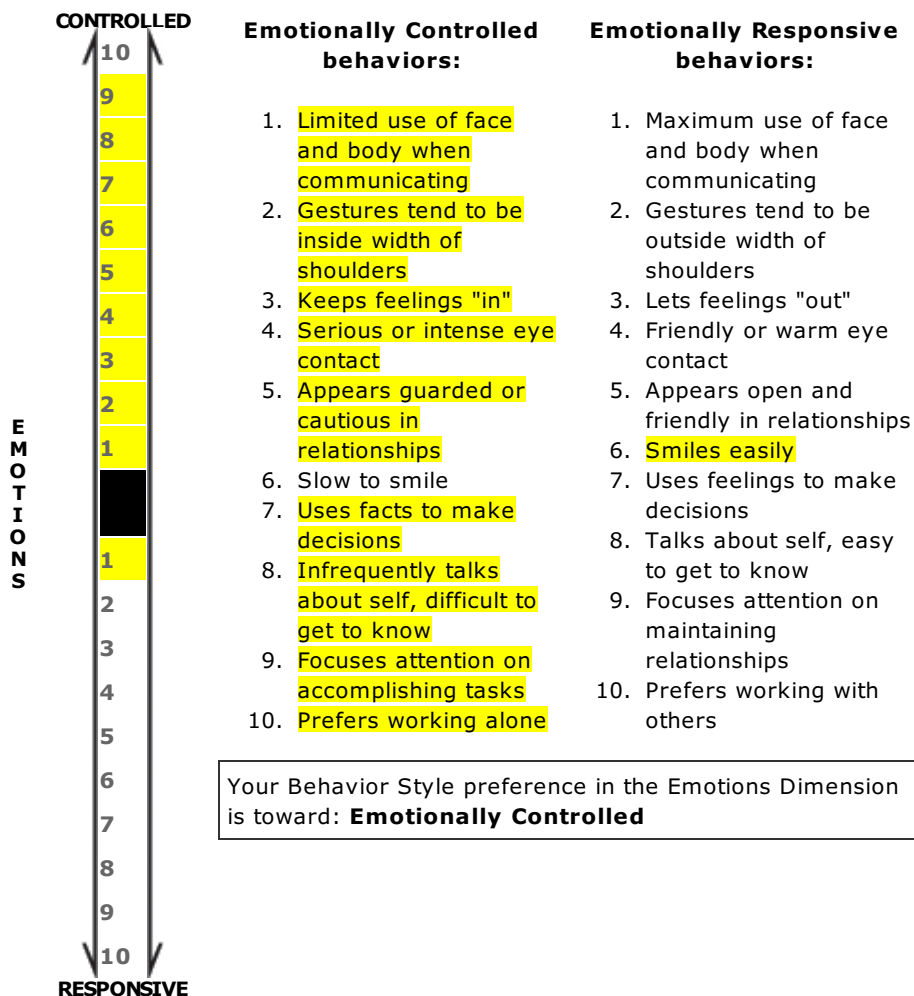 CONTROLLED
10
9
8
7
6
5
4
3
2
1
1
2
3
4
5
6
7
8
9
10
RESPONSIVE
EMOTIONS
Emotionally Controlled
behaviors:
1. Limited use of face
and body when
communicating
2. Gestures tend to be
inside width of
shoulders
3. Keeps feelings "in"
4. Serious or intense eye
contact
5. Appears guarded or
cautious in
relationships
6. Slow to smile
7. Uses facts to make
decisions
8. Infrequently talks
about self, difficult to
get to know
9. Focuses attention on
accomplishing tasks
10. Prefers working alone
Emotionally Responsive
behaviors:
1. Maximum use of face
and body when
communicating
2. Gestures tend to be
outside width of
shoulders
3. Lets feelings "out"
4. Friendly or warm eye
contact
5. Appears open and
friendly in relationships
6. Smiles easily
7. Uses feelings to make
decisions
8. Talks about self, easy
to get to know
9. Focuses attention on
maintaining
relationships
10. Prefers working with
others
Your Behavior Style preference in the Emotions Dimension
is toward: Emotionally Controlled